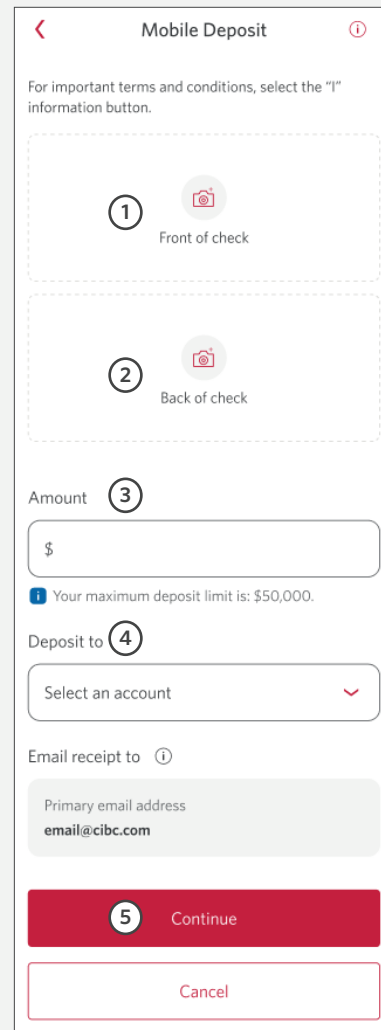 Mobile Deposit
For important terms and conditions, select the "I"
information button.
1
Front of check
2
Back of check
Amount 3
$
i Your maximum deposit limit is: $50,000.
Deposit to 4
Select an account
Email receipt to i
Primary email address
email@cibc.com
5 Continue
Cancel